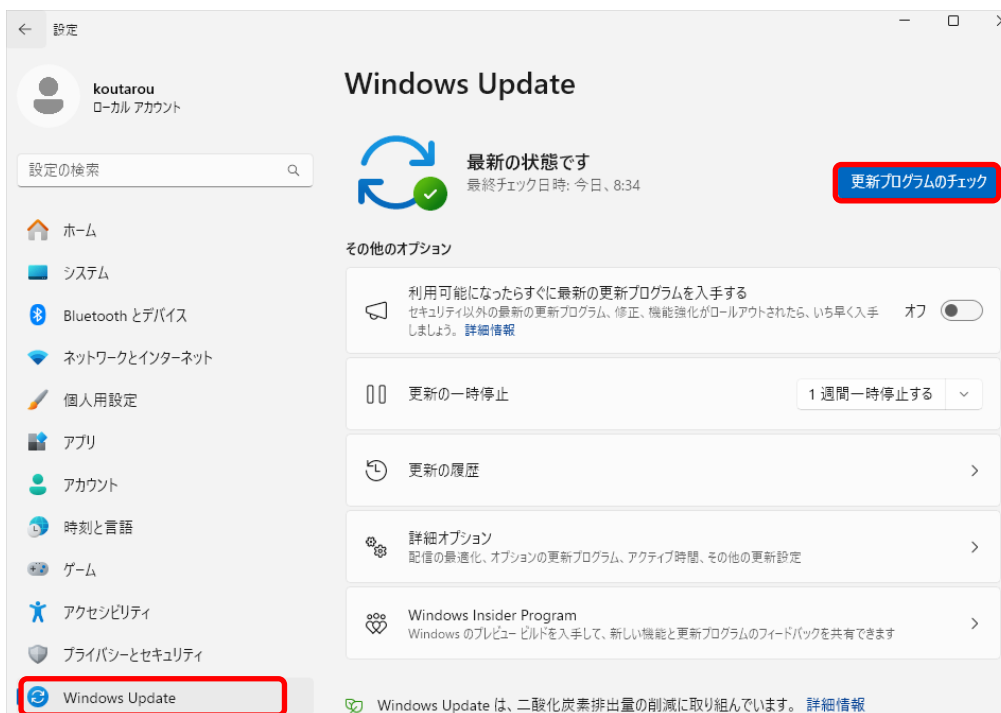 設定
koutarou
ローカル アカウント
設定の検索
ホーム
システム
Bluetooth とデバイス
ネットワークとインターネット
個人用設定
アプリ
アカウント
時刻と言語
ゲーム
アクセシビリティ
プライバシーとセキュリティ
Windows Update
Windows Update
最新の状態です
最終チェック日時: 今日、8:34
更新プログラムのチェック
その他のオプション
利用可能になったらすぐに最新の更新プログラムを入手する
セキュリティ以外の最新の更新プログラム、修正、機能強化がロールアウトされたら、いち早く入手
しましょう。 詳細情報
オフ
更新の一時停止
1 週間一時停止する
更新の履歴
詳細オプション
配信の最適化、オプションの更新プログラム、アクティブ時間、その他の更新設定
Windows Insider Program
Windows のプレビュー ビルドを入手して、新しい機能と更新プログラムのフィードバックを共有できます
Windows Update は、二酸化炭素排出量の削減に取り組んでいます。 詳細情報